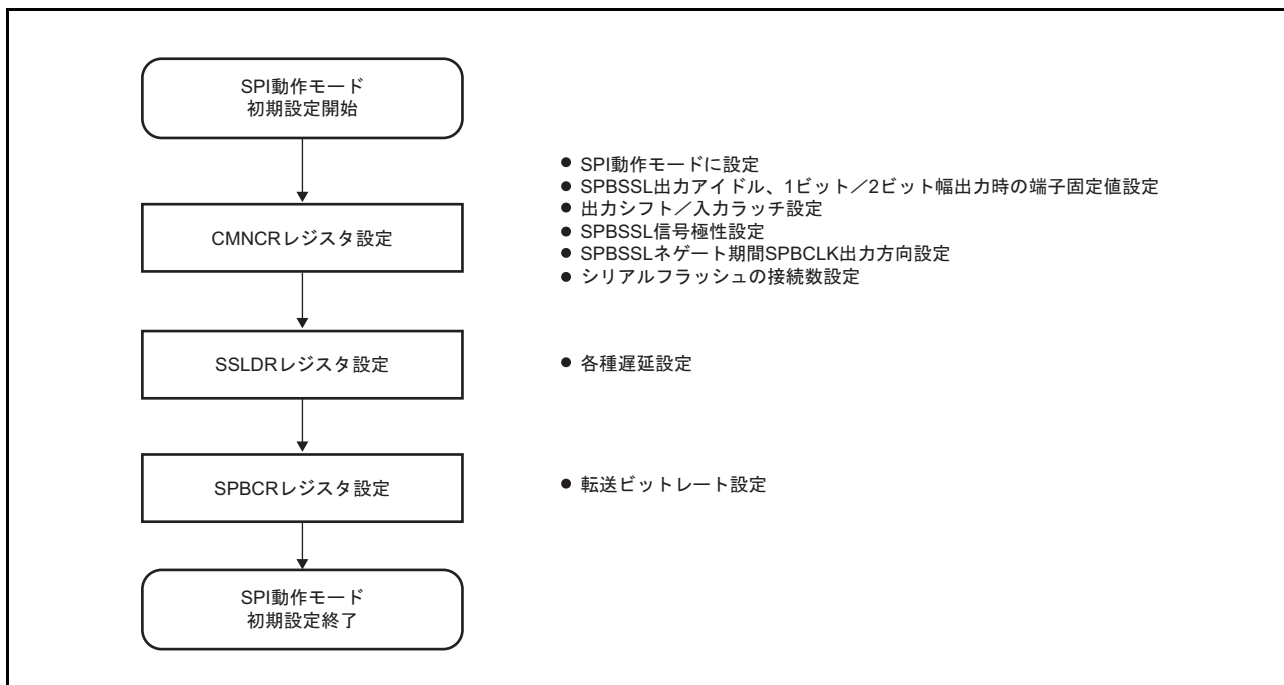 SPI動作モード
初期設定開始
CMNCRレジスタ設定
● SPI動作モードに設定
● SPBSSL出力アイドル、1ビット／2ビット幅出力時の端子固定値設定
● 出力シフト／入力ラッチ設定
● SPBSSL信号極性設定
● SPBSSLネゲート期間SPBCLK出力方向設定
● シリアルフラッシュの接続数設定
SSLDRレジスタ設定
● 各種遅延設定
SPBCRレジスタ設定
● 転送ビットレート設定
SPI動作モード
初期設定終了